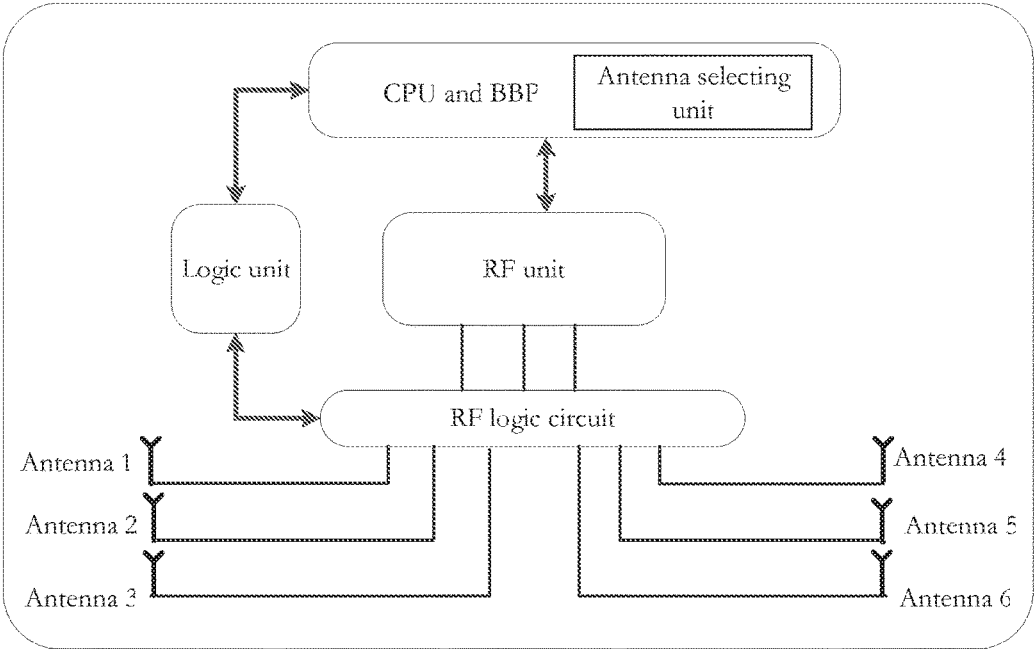 CPU and BBP
Antenna selecting
unit
Logic unit
RF unit
RF logic circuit
Antenna 1
Antenna 4
Antenna 2
Antenna 5
Antenna 3
Antenna 6